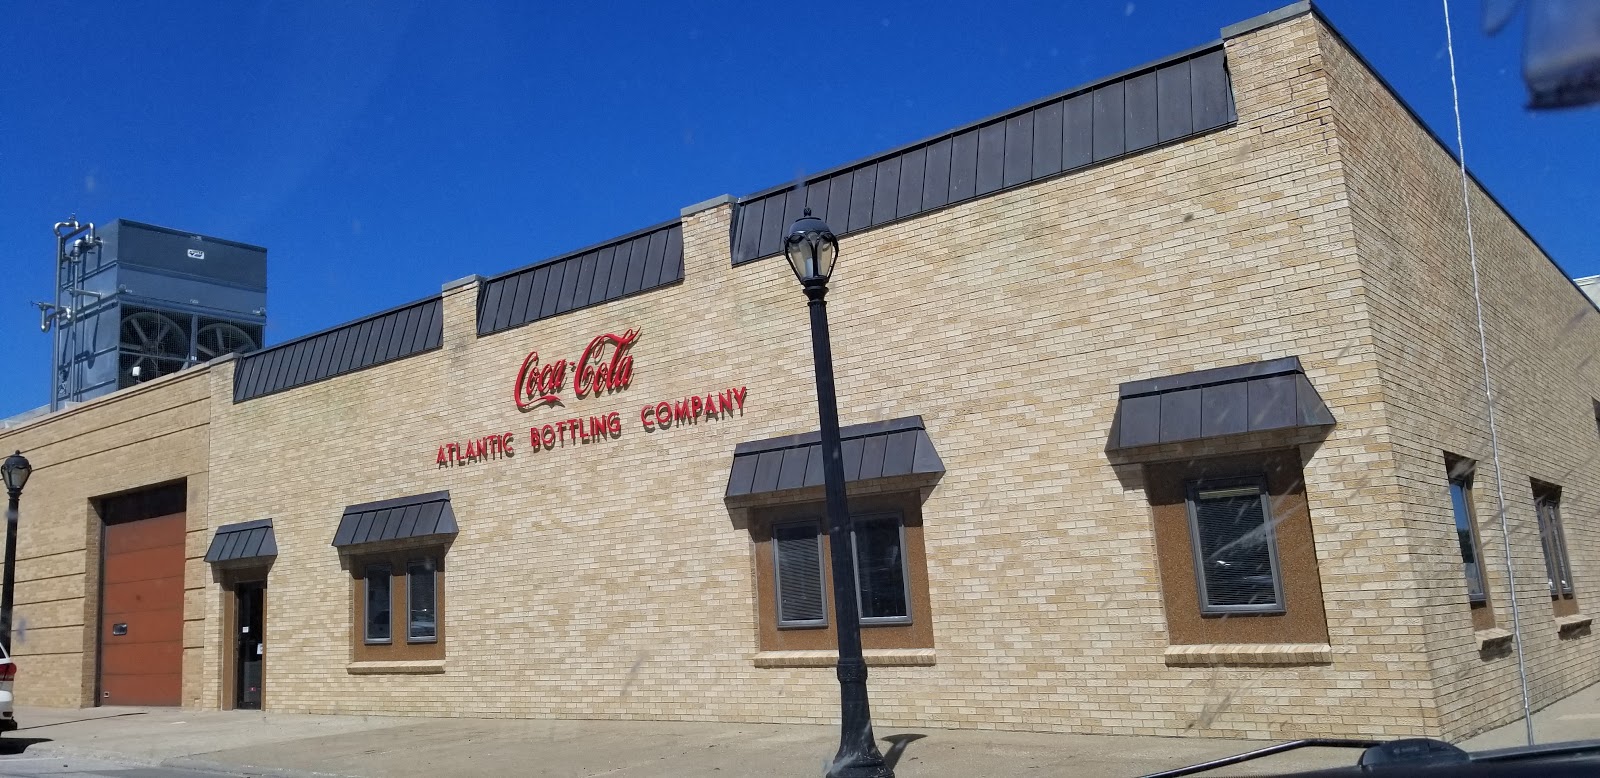 Coca-Cola
ATLANTIC BOTTLING COMPANY